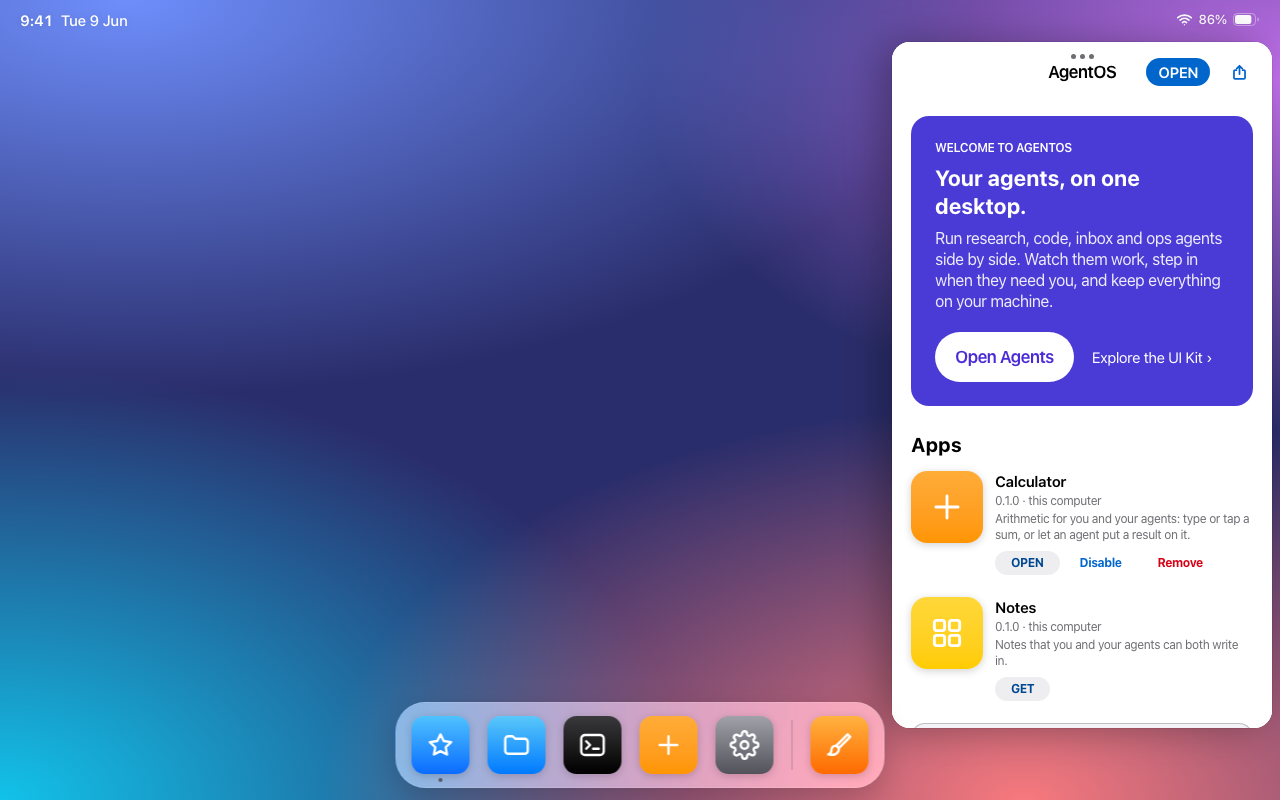 9:41 Tue 9 Jun
86%
AgentOS
OPEN
WELCOME TO AGENTOS
Your agents, on one
desktop.
Run research, code, inbox and ops agents
side by side. Watch them work, step in
when they need you, and keep everything
on your machine.
Open Agents
Explore the UI Kit ›
Apps
Calculator
0.1.0 · this computer
Arithmetic for you and your agents: type or tap a
sum, or let an agent put a result on it.
OPEN Disable Remove
Notes
0.1.0 · this computer
Notes that you and your agents can both write
in.
GET